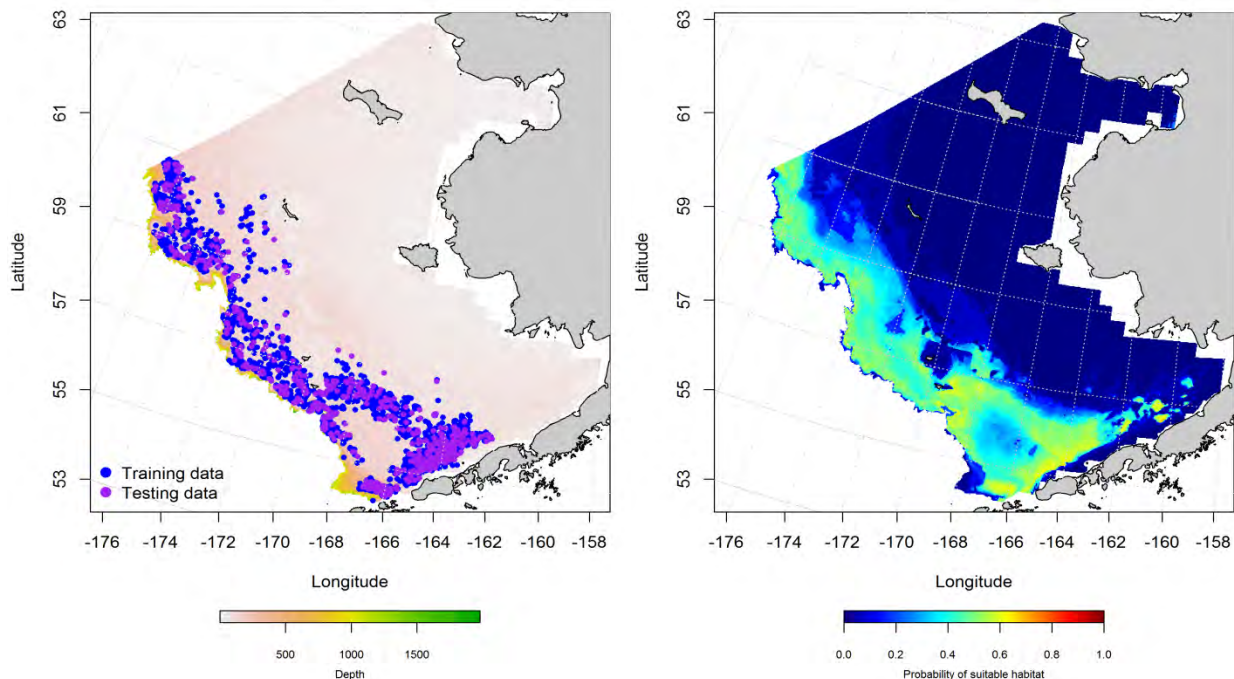 63
61
59
57
55
53
Latitude
Training data
Testing data
-176 -174 -172 -170 -168 -166 -164 -162 -160 -158
Longitude
500 1000 1500
Depth
63
61
59
57
55
53
Latitude
-176 -174 -172 -170 -168 -166 -164 -162 -160 -158
Longitude
0.0 0.2 0.4 0.6 0.8 1.0
Probability of suitable habitat